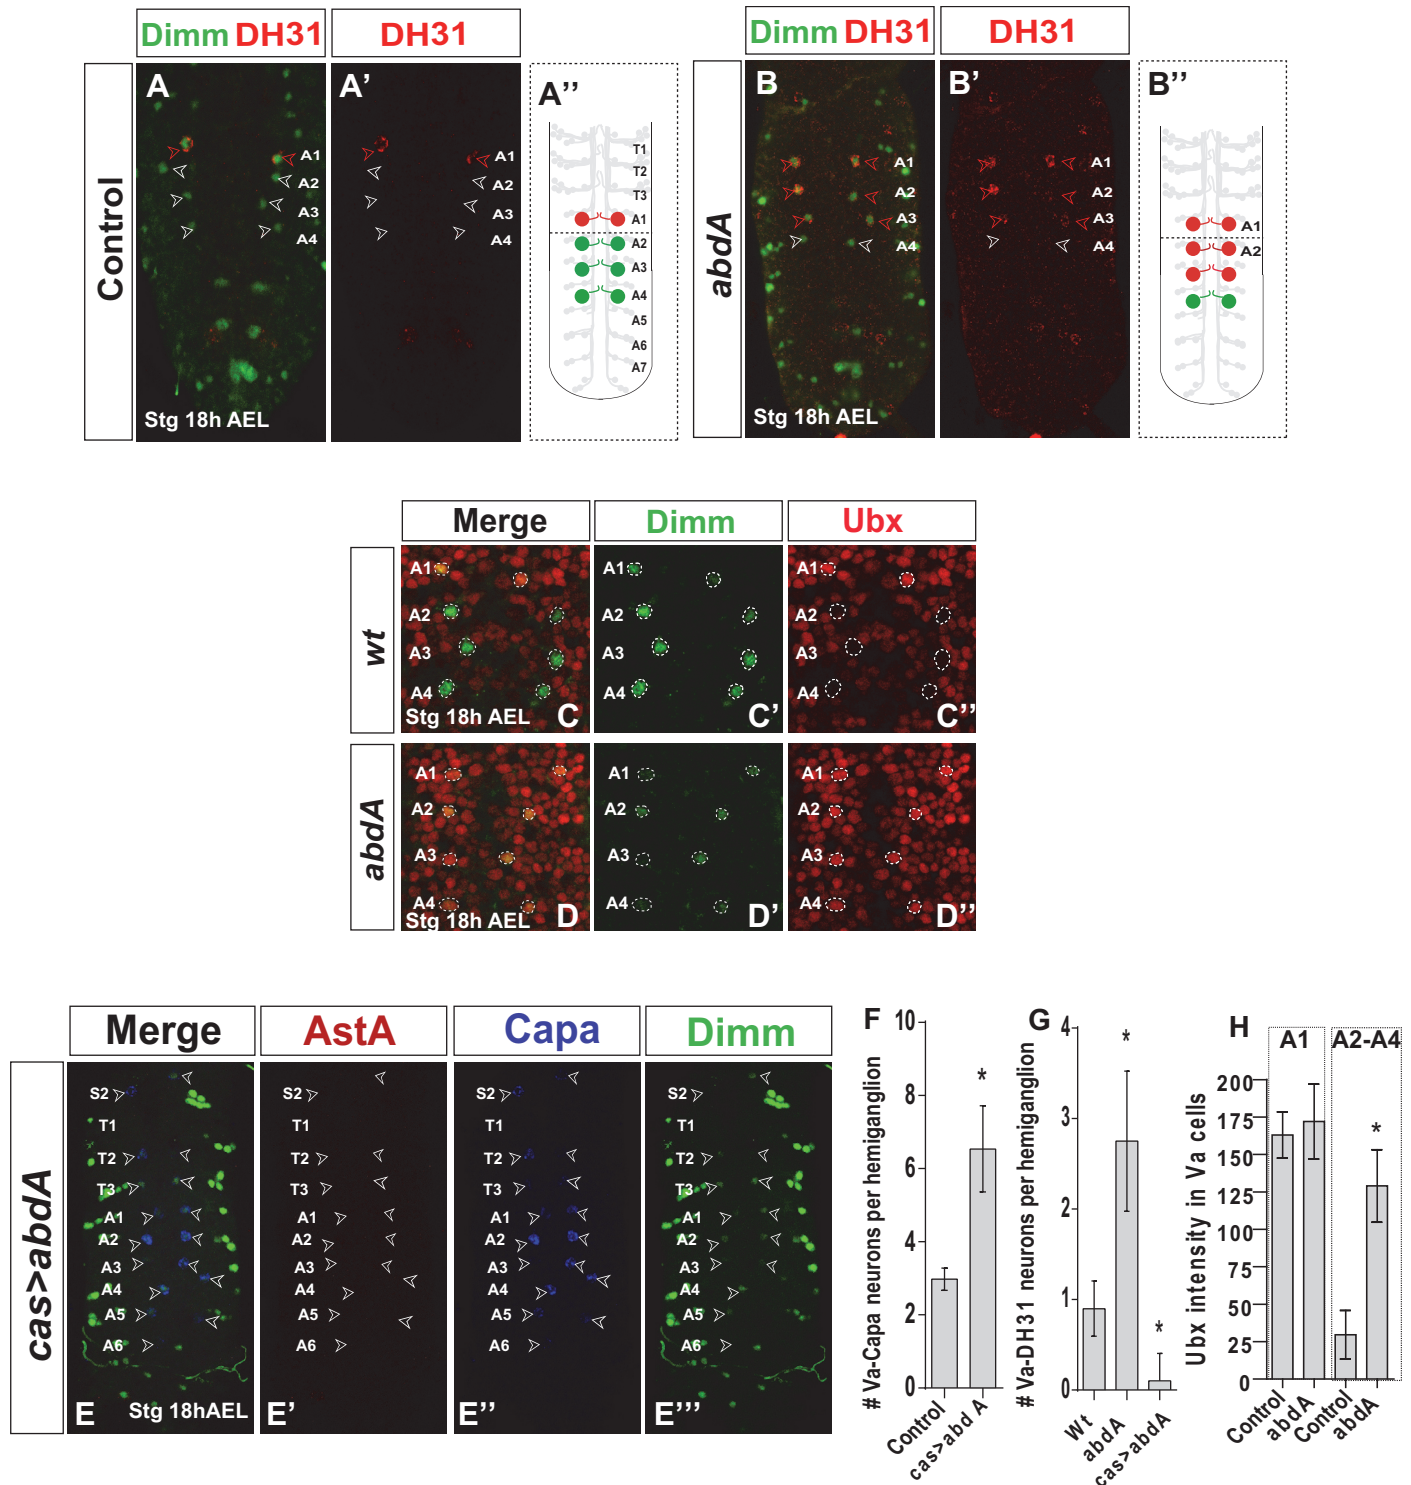 Dimm DH31
DH31
Control
A
A'
A''
A1
A2
A3
A4
A1
A2
A3
A4
Stg 18h AEL
T1
T2
T3
A1
A2
A3
A4
A5
A6
A7
Dimm DH31
DH31
abdA
B
B'
B''
A1
A2
A3
A4
A1
A2
A3
A4
Stg 18h AEL
A1
A2
Merge
Dimm
Ubx
wt
A1
A2
A3
A4
Stg 18h AEL
C
A1
A2
A3
A4
C'
A1
A2
A3
A4
C''
abdA
A1
A2
A3
A4
Stg 18h AEL
D
A1
A2
A3
A4
D'
A1
A2
A3
A4
D''
Merge
AstA
Capa
Dimm
cas>abdA
S2
T1
T2
T3
A1
A2
A3
A4
A5
A6
E
Stg 18hAEL
S2
T1
T2
T3
A1
A2
A3
A4
A5
A6
E'
S2
T1
T2
T3
A1
A2
A3
A4
A5
A6
E''
S2
T1
T2
T3
A1
A2
A3
A4
A5
A6
E'''
F
# Va-Capa neurons per hemiganglion
10
8
6
4
2
0
Control
cas>abd A
*
G
# Va-DH31 neurons per hemiganglion
4
3
2
1
0
Wt
abdA
cas>abdA
*
*
H
A1
A2-A4
Ubx intensity in Va cells
200
175
150
125
100
75
50
25
0
Control
abdA
Control
abdA
*